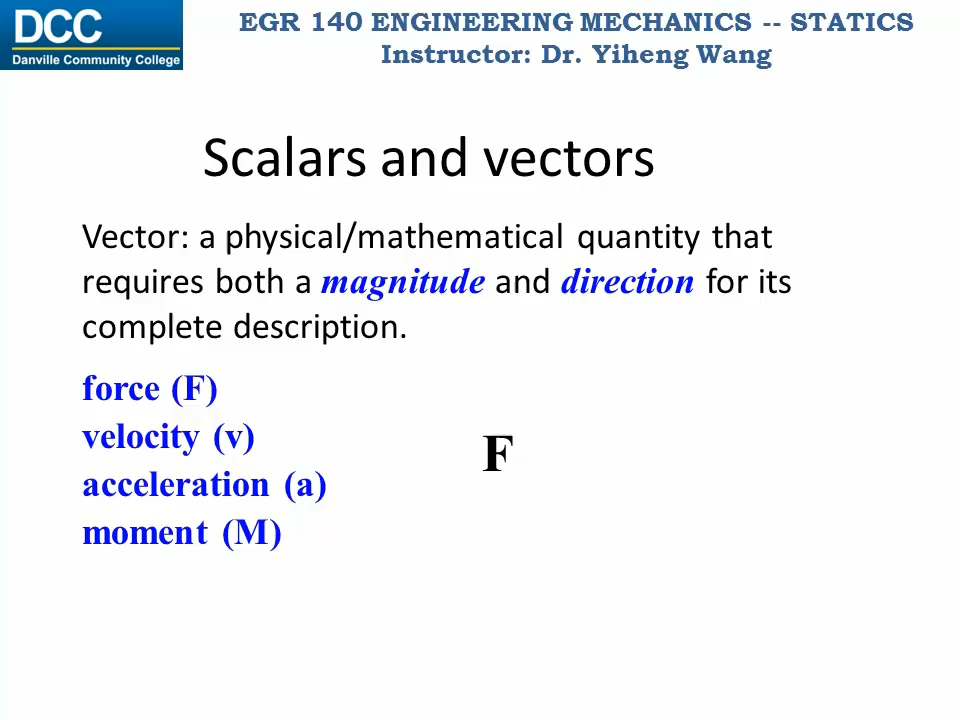 DCC
Danville Community College
EGR 140 ENGINEERING MECHANICS -- STATICS
Instructor: Dr. Yiheng Wang
Scalars and vectors
Vector: a physical/mathematical quantity that
requires both a magnitude and direction for its
complete description.
force (F)
velocity (v)
acceleration (a)
moment (M)
F